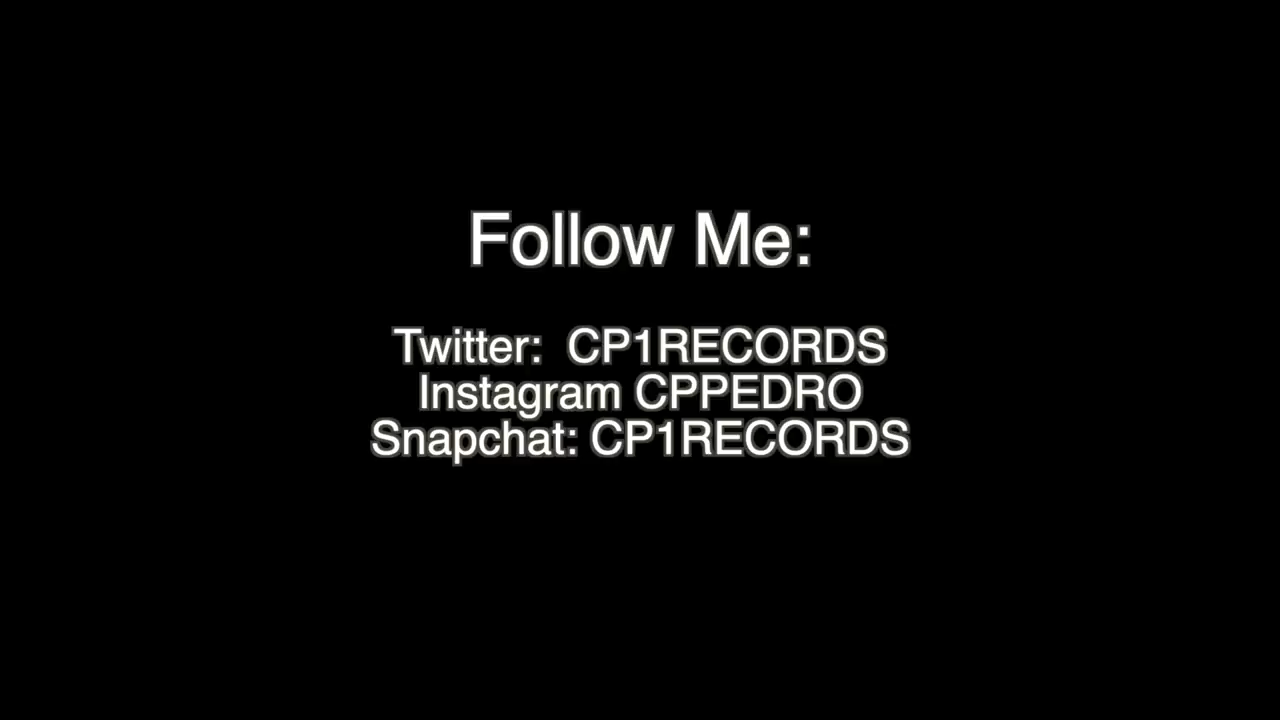 Follow Me:
Twitter:  CP1RECORDS
Instagram CPPEDRO
Snapchat: CP1RECORDS